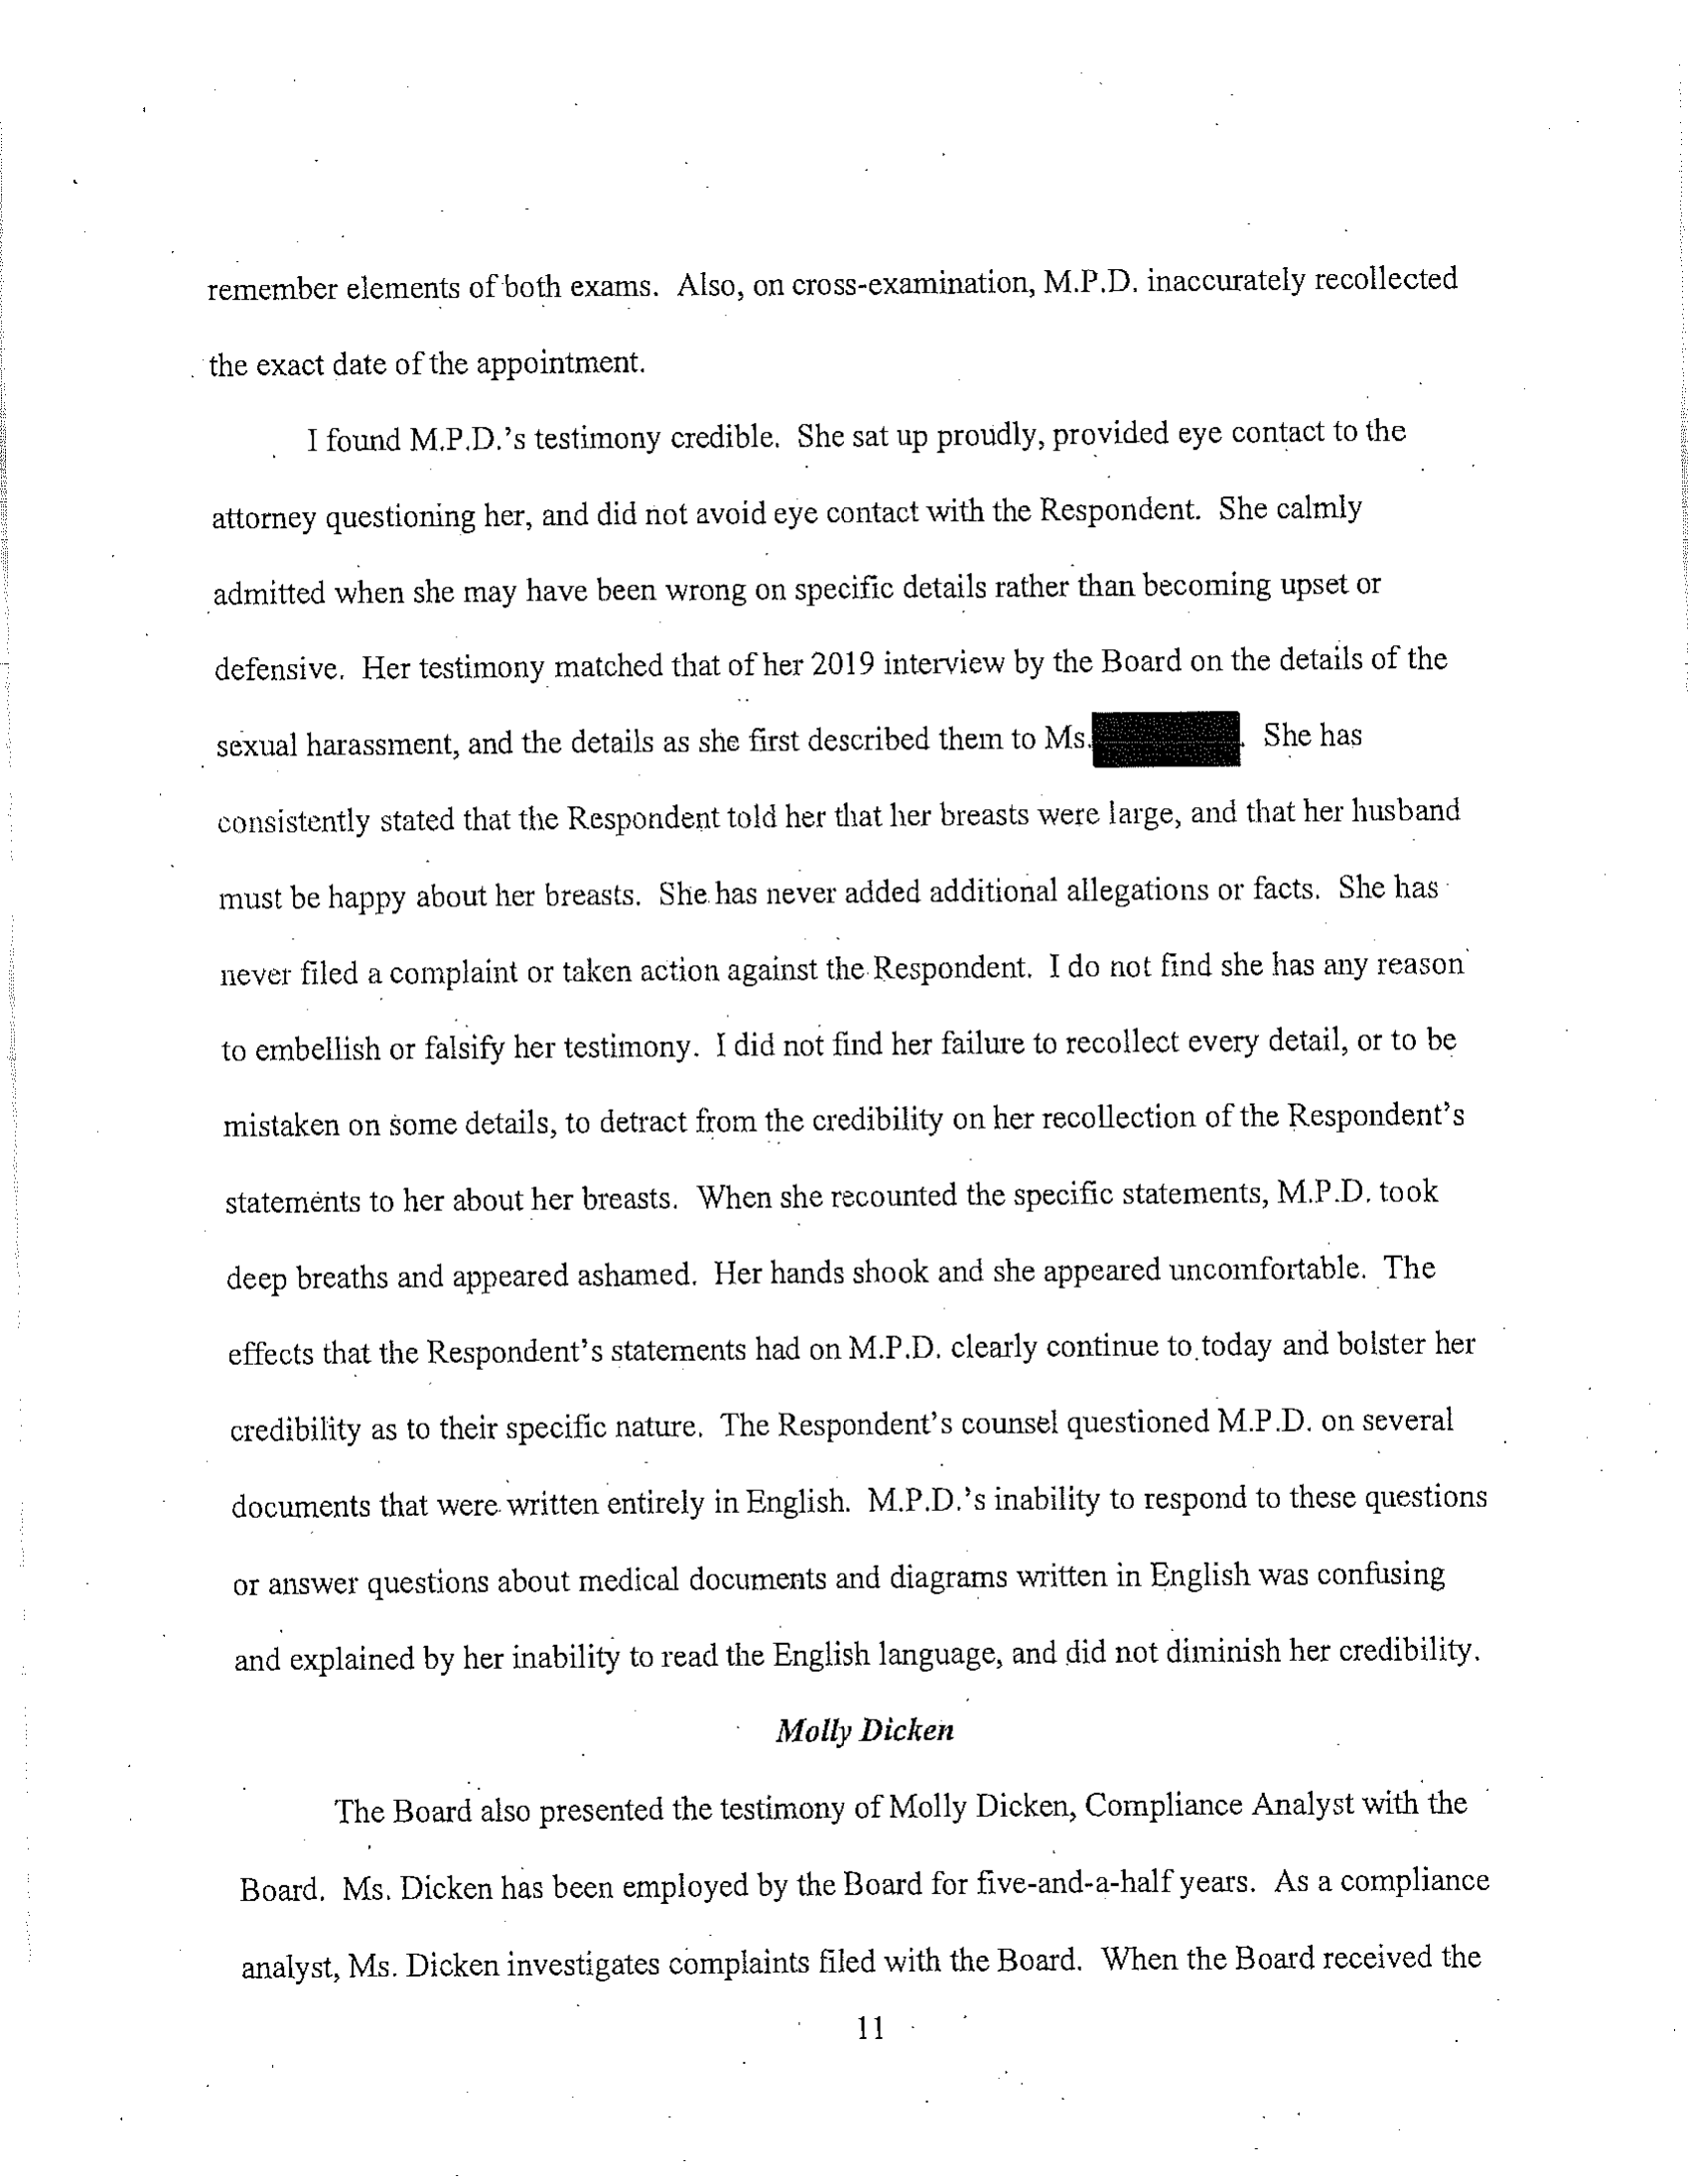 remember elements of both exams. Also, on cross-examination, M.P.D. inaccurately recollected
the exact date of the appointment.
I found M.P.D.'s testimony credible. She sat up proudly, provided eye contact to the
attorney questioning her, and did not avoid eye contact with the Respondent. She calmly
admitted when she may have been wrong on specific details rather than becoming upset or
defensive. Her testimony matched that of her 2019 interview by the Board on the details of the
sexual harassment, and the details as she first described them to Ms. . She has
consistently stated that the Respondent told her that her breasts were large, and that her husband
must be happy about her breasts. She has never added additional allegations or facts. She has
never filed a complaint or taken action against the Respondent. I do not find she has any reason
to embellish or falsify her testimony. I did not find her failure to recollect every detail, or to be
mistaken on some details, to detract from the credibility on her recollection of the Respondent's
statements to her about her breasts. When she recounted the specific statements, M.P.D. took
deep breaths and appeared ashamed. Her hands shook and she appeared uncomfortable. The
effects that the Respondent's statements had on M.P.D. clearly continue to today and bolster her
credibility as to their specific nature. The Respondent's counsel questioned M.P.D. on several
documents that were written entirely in English. M.P.D.'s inability to respond to these questions
or answer questions about medical documents and diagrams written in English was confusing
and explained by her inability to read the English language, and did not diminish her credibility.
Molly Dicken
The Board also presented the testimony of Molly Dicken, Compliance Analyst with the
Board. Ms. Dicken has been employed by the Board for five-and-a-half years. As a compliance
analyst, Ms. Dicken investigates complaints filed with the Board. When the Board received the
11